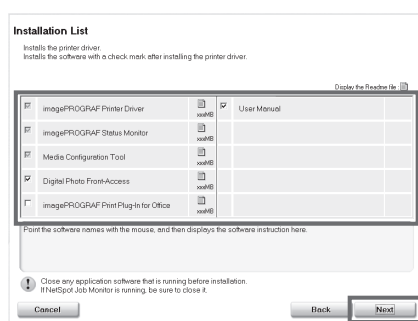 Installation List
Installs the printer driver.
Installs the software with a check mark after installing the printer driver.
Display the Readme file :
imagePROGRAF Printer Driver
xxxMB
User Manual
imagePROGRAF Status Monitor
xxxMB
Media Configuration Tool
xxxMB
Digital Photo Front-Access
xxxMB
imagePROGRAF Print Plug-In for Office
xxxMB
Point the software names with the mouse, and then displays the software instruction here.
Close any application software that is running before installation.
If NetSpot Job Monitor is running, be sure to close it.
Cancel
Back
Next